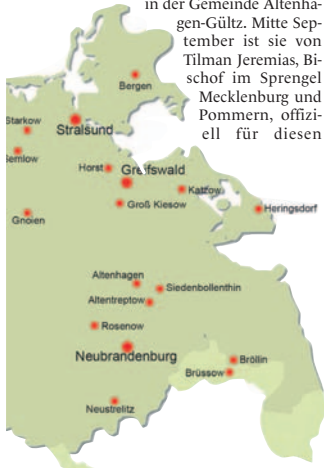 in der Gemeinde Altenha-
gen-Gültz. Mitte Sep-
tember ist sie von
Tilman Jeremias, Bi-
schof im Sprengel
Mecklenburg und
Pommern, offizi-
ell für diesen
Bergen
Starkow
Stralsund
Semlow
Horst
Greifswald
Katzow
Groß Kiesow
Heringsdorf
Gnoien
Altenhagen
Siedenbollenthin
Altentreptow
Rosenow
Neubrandenburg
Bröllin
Brüssow
Neustrelitz